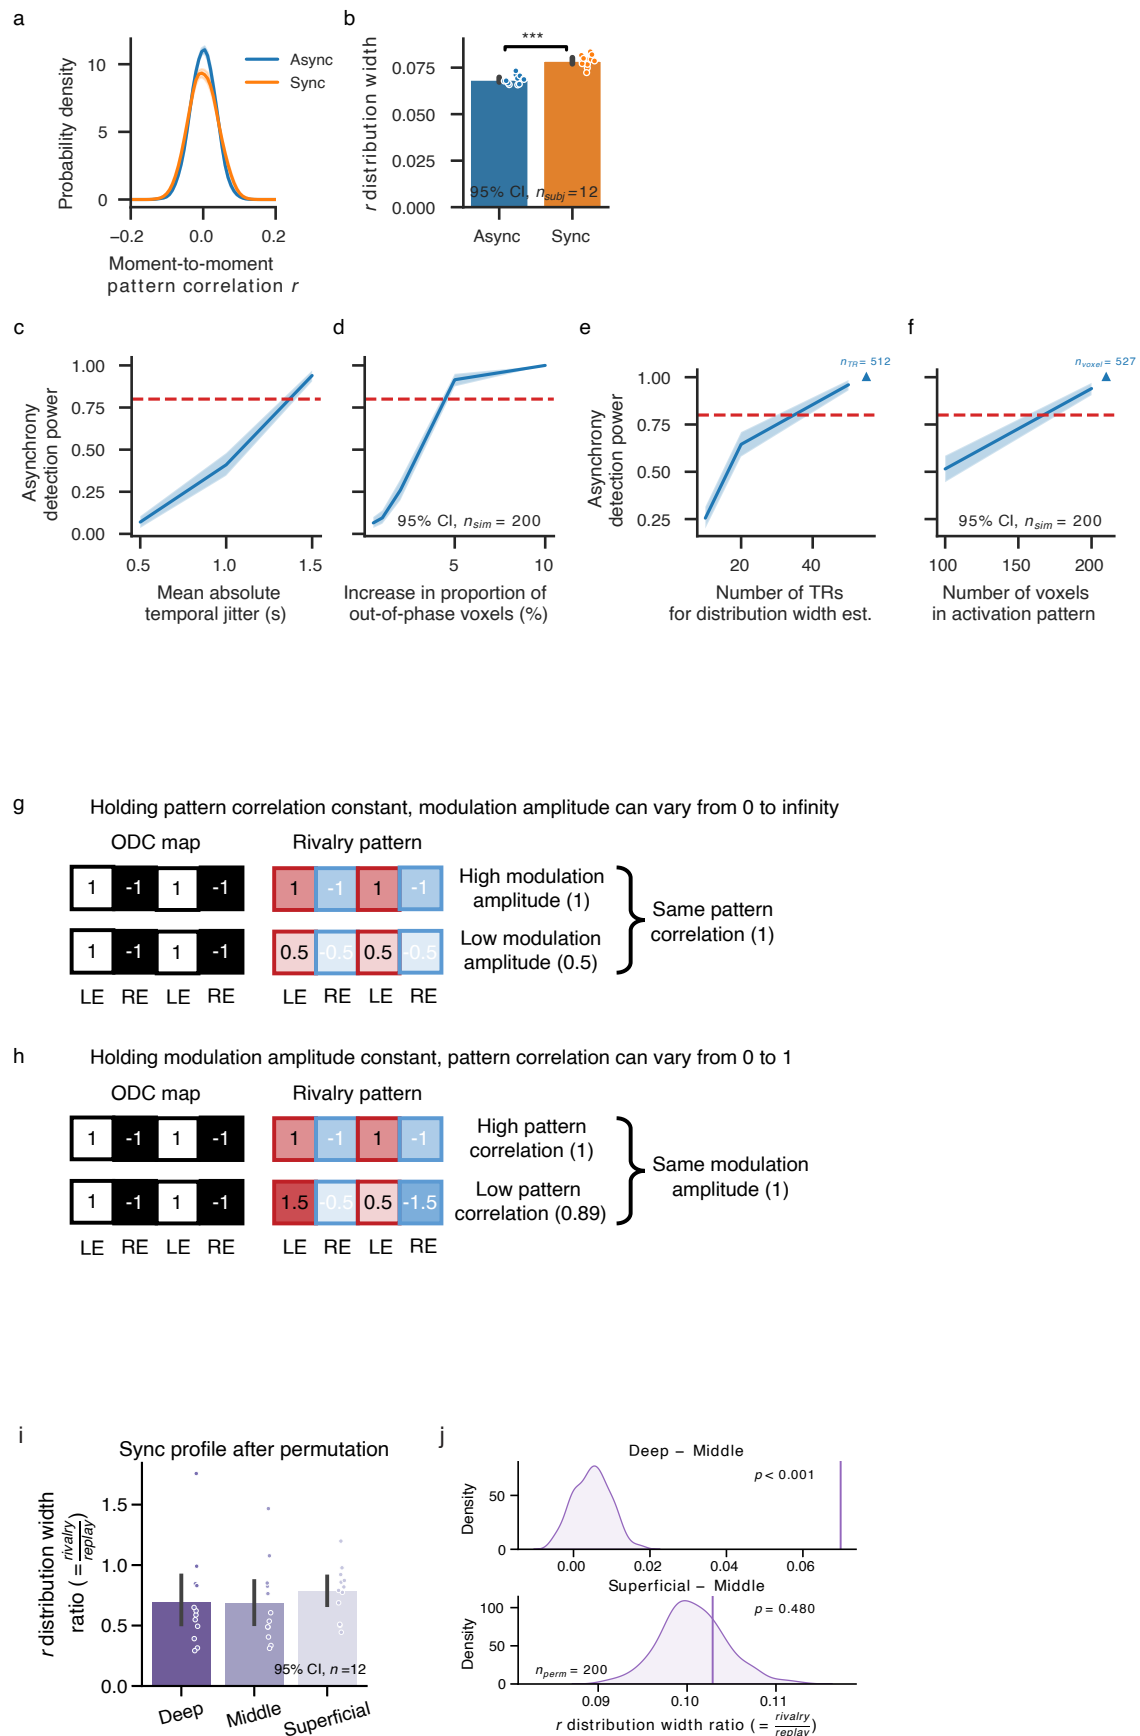 a
Probability density
10
5
0
Async
Sync
−0.2
0.0
0.2
Moment-to-moment
pattern correlation r
b
r distribution width
0.075
0.050
0.025
0.000
***
95% CI, nsubj=12
Async
Sync
c
Asynchrony
detection power
1.00
0.75
0.50
0.25
0.00
0.5
1.0
1.5
Mean absolute
temporal jitter (s)
d
95% CI, nsim = 200
5
10
Increase in proportion of
out-of-phase voxels (%)
e
Asynchrony
detection power
nTR= 512
1.00
0.75
0.50
0.25
20
40
Number of TRs
for distribution width est.
f
nvoxel= 527
95% CI, nsim = 200
100
150
200
Number of voxels
in activation pattern
g
Holding pattern correlation constant, modulation amplitude can vary from 0 to infinity
ODC map
Rivalry pattern
1 -1 1 -1
1 -1 1 -1
High modulation
amplitude (1)
1 -1 1 -1
0.5 -0.5 0.5 -0.5
Low modulation
amplitude (0.5)
Same pattern
correlation (1)
LE RE LE RE
LE RE LE RE
h
Holding modulation amplitude constant, pattern correlation can vary from 0 to 1
ODC map
Rivalry pattern
1 -1 1 -1
1 -1 1 -1
High pattern
correlation (1)
1 -1 1 -1
1.5 -0.5 0.5 -1.5
Low pattern
correlation (0.89)
Same modulation
amplitude (1)
LE RE LE RE
LE RE LE RE
i
Sync profile after permutation
r distribution width
ratio (= rivalry/replay)
1.5
1.0
0.5
0.0
95% CI, n=12
Deep
Middle
Superficial
j
Deep − Middle
Density
50
0
p < 0.001
0.00
0.02
0.04
0.06
Superficial − Middle
Density
100
50
0
p = 0.480
nperm = 200
0.09
0.10
0.11
r distribution width ratio (= rivalry/replay)